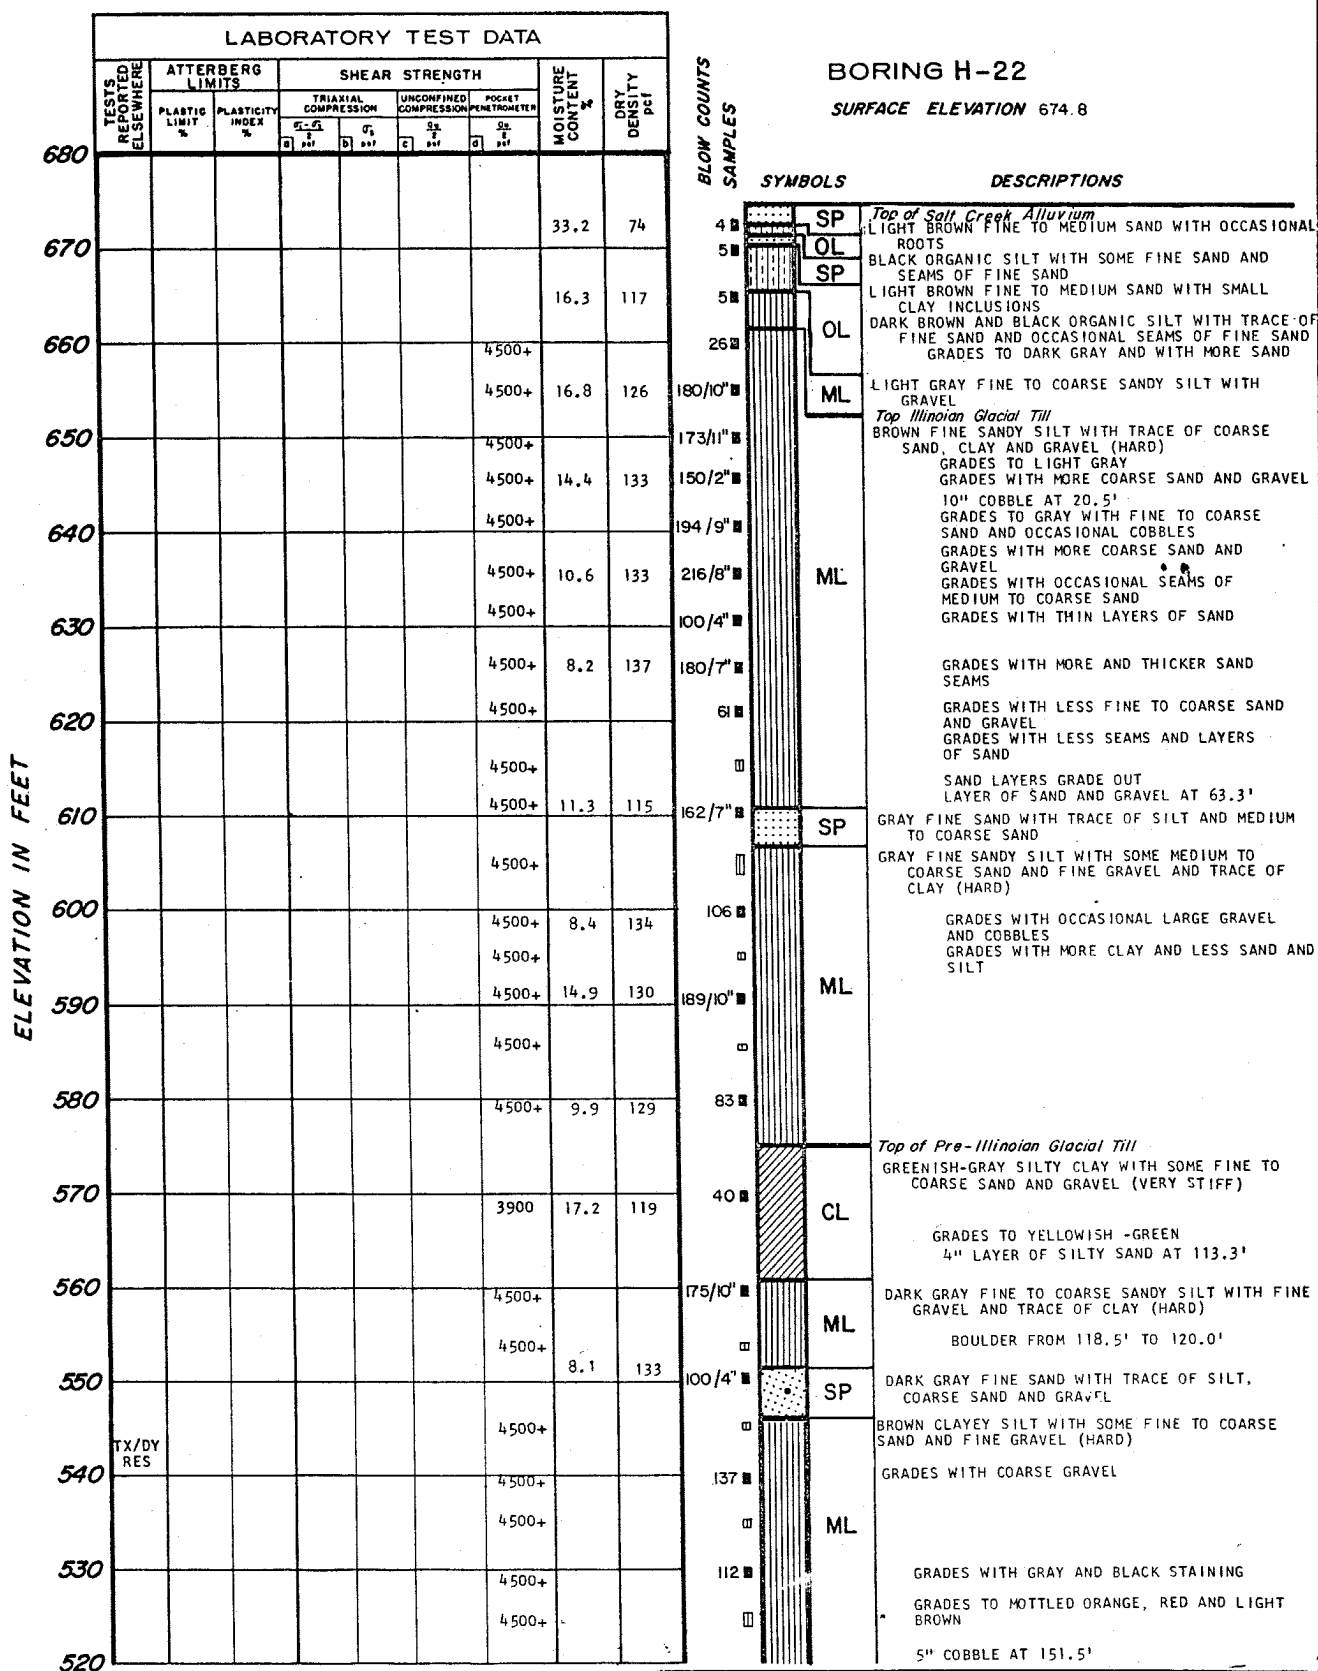 LABORATORY TEST DATA
TESTS REPORTED ELSEWHERE
ATTERBERG LIMITS
SHEAR STRENGTH
PLASTIC LIMIT %
PLASTICITY INDEX %
TRIAXIAL COMPRESSION
UNCONFINED COMPRESSION
POCKET PENETROMETER
MOISTURE CONTENT %
DRY DENSITY pcf
a psf
b psf
c psf
d psf
BLOW COUNTS
SAMPLES
BORING H-22
SURFACE ELEVATION 674.8
SYMBOLS
DESCRIPTIONS
ELEVATION IN FEET
680
670
660
650
640
630
620
610
600
590
580
570
560
550
540
530
520
TX/DY
RES
33.2 74
16.3 117
4500+
4500+ 16.8 126
4500+
4500+ 14.4 133
4500+
4500+ 10.6 133
4500+
4500+ 8.2 137
4500+
4500+
4500+ 11.3 115
4500+
4500+ 8.4 134
4500+
4500+ 14.9 130
4500+
4500+ 9.9 129
3900 17.2 119
4500+
4500+
8.1 133
4500+
4500+
4500+
4500+
4500+
4
5
5
26
180/10"
173/11"
150/2"
194/9"
216/8"
100/4"
180/7"
61
162/7"
106
189/10"
83
40
175/10"
100/4"
137
112
SP
OL
SP
OL
ML
ML
SP
ML
CL
ML
SP
ML
Top of Salt Creek Alluvium
LIGHT BROWN FINE TO MEDIUM SAND WITH OCCASIONAL
ROOTS
BLACK ORGANIC SILT WITH SOME FINE SAND AND
SEAMS OF FINE SAND
LIGHT BROWN FINE TO MEDIUM SAND WITH SMALL
CLAY INCLUSIONS
DARK BROWN AND BLACK ORGANIC SILT WITH TRACE OF
FINE SAND AND OCCASIONAL SEAMS OF FINE SAND
GRADES TO DARK GRAY AND WITH MORE SAND
LIGHT GRAY FINE TO COARSE SANDY SILT WITH
GRAVEL
Top Illinoian Glacial Till
BROWN FINE SANDY SILT WITH TRACE OF COARSE
SAND, CLAY AND GRAVEL (HARD)
GRADES TO LIGHT GRAY
GRADES WITH MORE COARSE SAND AND GRAVEL
10" COBBLE AT 20.5'
GRADES TO GRAY WITH FINE TO COARSE
SAND AND OCCASIONAL COBBLES
GRADES WITH MORE COARSE SAND AND
GRAVEL
GRADES WITH OCCASIONAL SEAMS OF
MEDIUM TO COARSE SAND
GRADES WITH THIN LAYERS OF SAND
GRADES WITH MORE AND THICKER SAND
SEAMS
GRADES WITH LESS FINE TO COARSE SAND
AND GRAVEL
GRADES WITH LESS SEAMS AND LAYERS
OF SAND
SAND LAYERS GRADE OUT
LAYER OF SAND AND GRAVEL AT 63.3'
GRAY FINE SAND WITH TRACE OF SILT AND MEDIUM
TO COARSE SAND
GRAY FINE SANDY SILT WITH SOME MEDIUM TO
COARSE SAND AND FINE GRAVEL AND TRACE OF
CLAY (HARD)
GRADES WITH OCCASIONAL LARGE GRAVEL
AND COBBLES
GRADES WITH MORE CLAY AND LESS SAND AND
SILT
Top of Pre-Illinoian Glacial Till
GREENISH-GRAY SILTY CLAY WITH SOME FINE TO
COARSE SAND AND GRAVEL (VERY STIFF)
GRADES TO YELLOWISH -GREEN
4" LAYER OF SILTY SAND AT 113.3'
DARK GRAY FINE TO COARSE SANDY SILT WITH FINE
GRAVEL AND TRACE OF CLAY (HARD)
BOULDER FROM 118.5' TO 120.0'
DARK GRAY FINE SAND WITH TRACE OF SILT,
COARSE SAND AND GRAVEL
BROWN CLAYEY SILT WITH SOME FINE TO COARSE
SAND AND FINE GRAVEL (HARD)
GRADES WITH COARSE GRAVEL
GRADES WITH GRAY AND BLACK STAINING
GRADES TO MOTTLED ORANGE, RED AND LIGHT
BROWN
5" COBBLE AT 151.5'